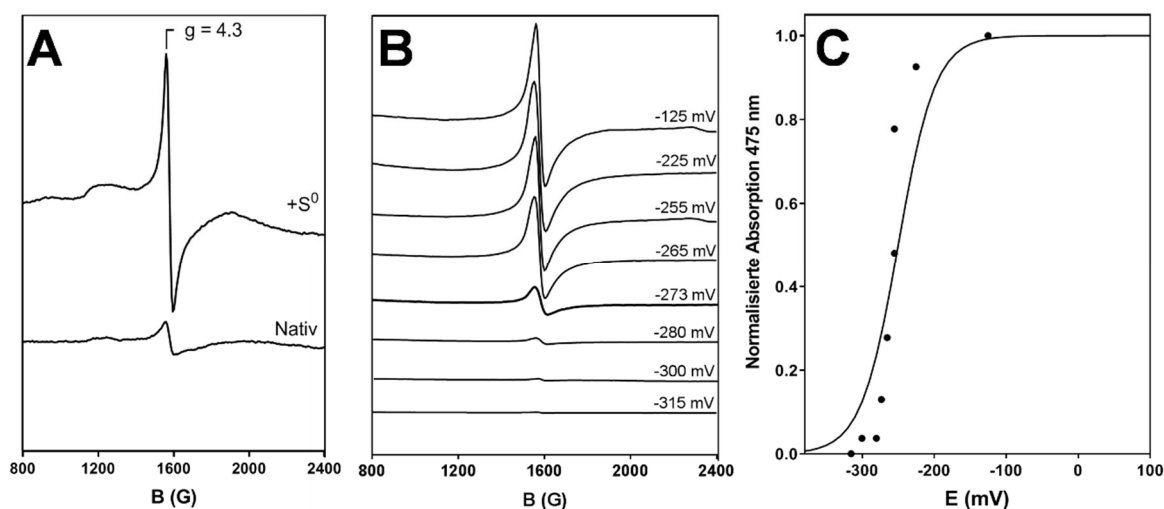 A
g = 4.3
+S⁰
Nativ
800 1200 1600 2000 2400
B (G)
B
-125 mV
-225 mV
-255 mV
-265 mV
-273 mV
-280 mV
-300 mV
-315 mV
800 1200 1600 2000 2400
B (G)
C
Normalisierte Absorption 475 nm
1.0
0.8
0.6
0.4
0.2
0.0
-300 -200 -100 0 100
E (mV)